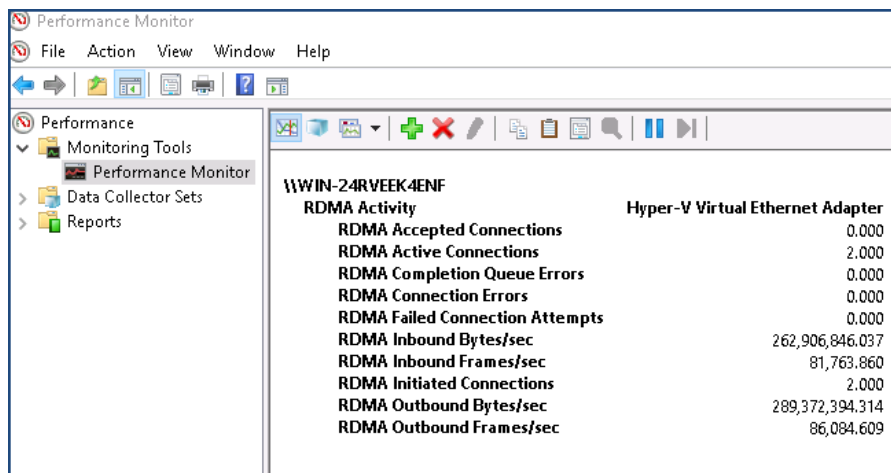 Performance Monitor
File Action View Window Help
Performance
Monitoring Tools
Performance Monitor
Data Collector Sets
Reports
\\WIN-24RVEEK4ENF
RDMA Activity Hyper-V Virtual Ethernet Adapter
RDMA Accepted Connections 0.000
RDMA Active Connections 2.000
RDMA Completion Queue Errors 0.000
RDMA Connection Errors 0.000
RDMA Failed Connection Attempts 0.000
RDMA Inbound Bytes/sec 262,906,846.037
RDMA Inbound Frames/sec 81,763.860
RDMA Initiated Connections 2.000
RDMA Outbound Bytes/sec 289,372,394.314
RDMA Outbound Frames/sec 86,084.609